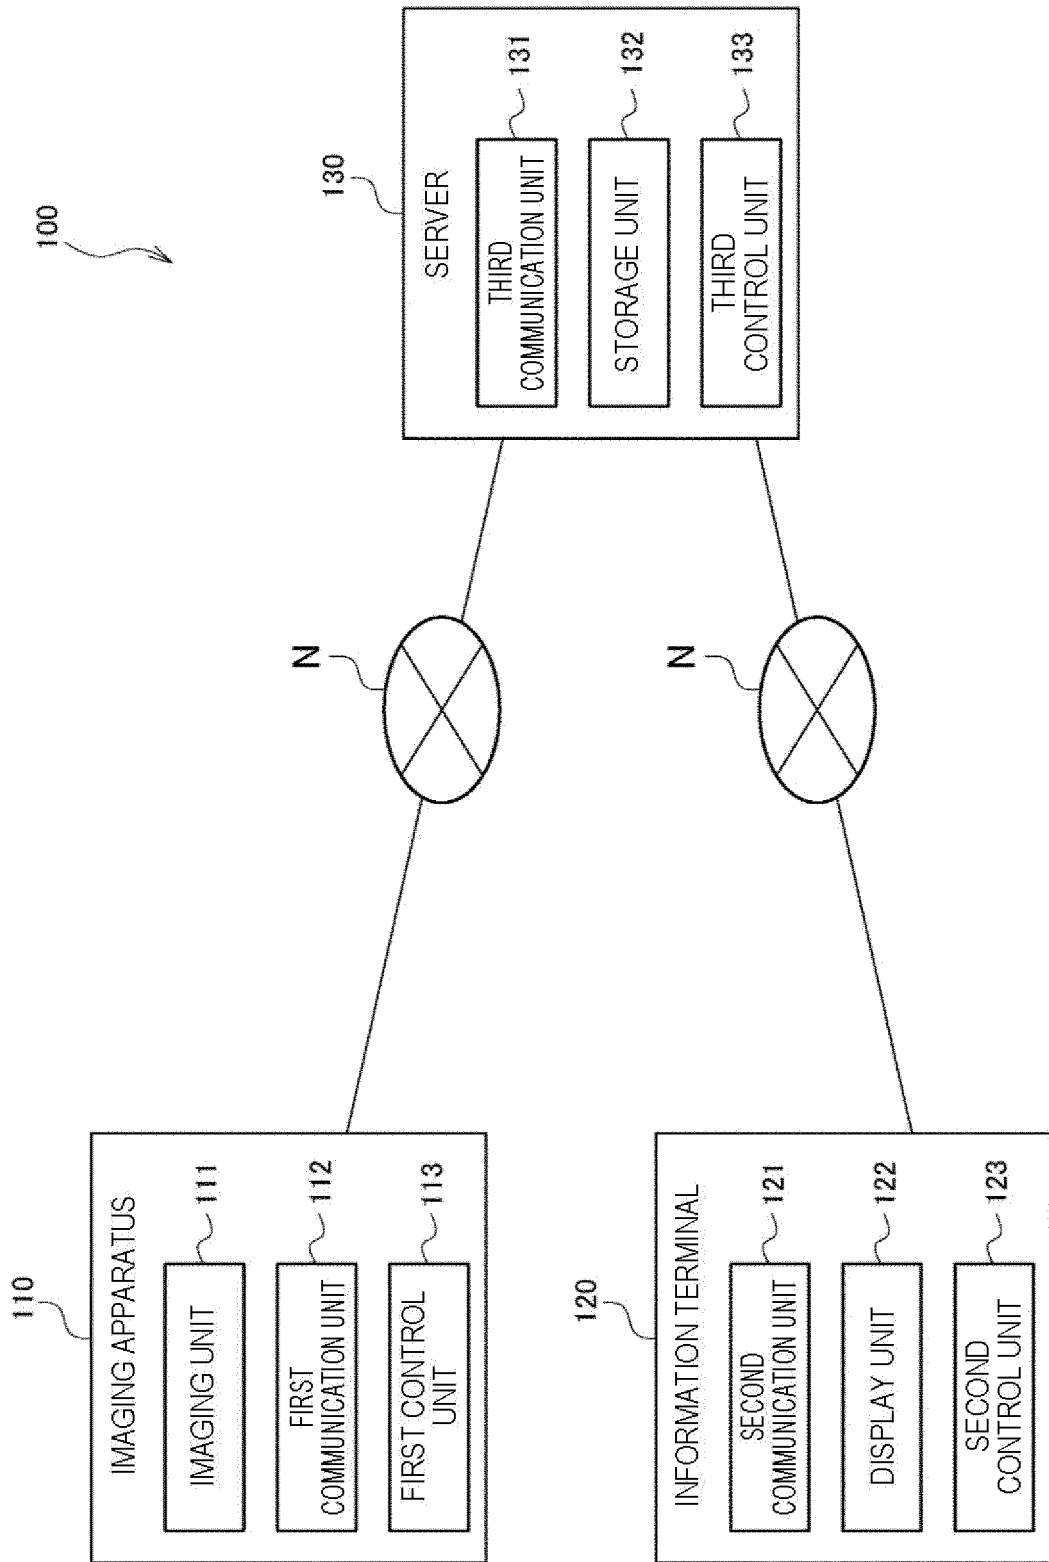 100
110
IMAGING APPARATUS
111
IMAGING UNIT
112
FIRST
COMMUNICATION UNIT
113
FIRST CONTROL
UNIT
N
130
SERVER
131
THIRD
COMMUNICATION UNIT
132
STORAGE UNIT
133
THIRD
CONTROL UNIT
120
INFORMATION TERMINAL
121
SECOND
COMMUNICATION UNIT
122
DISPLAY UNIT
123
SECOND
CONTROL UNIT
N